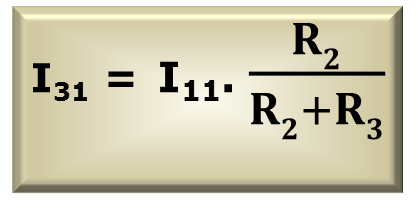 I₃₁ = I₁₁. R₂/(R₂+R₃)